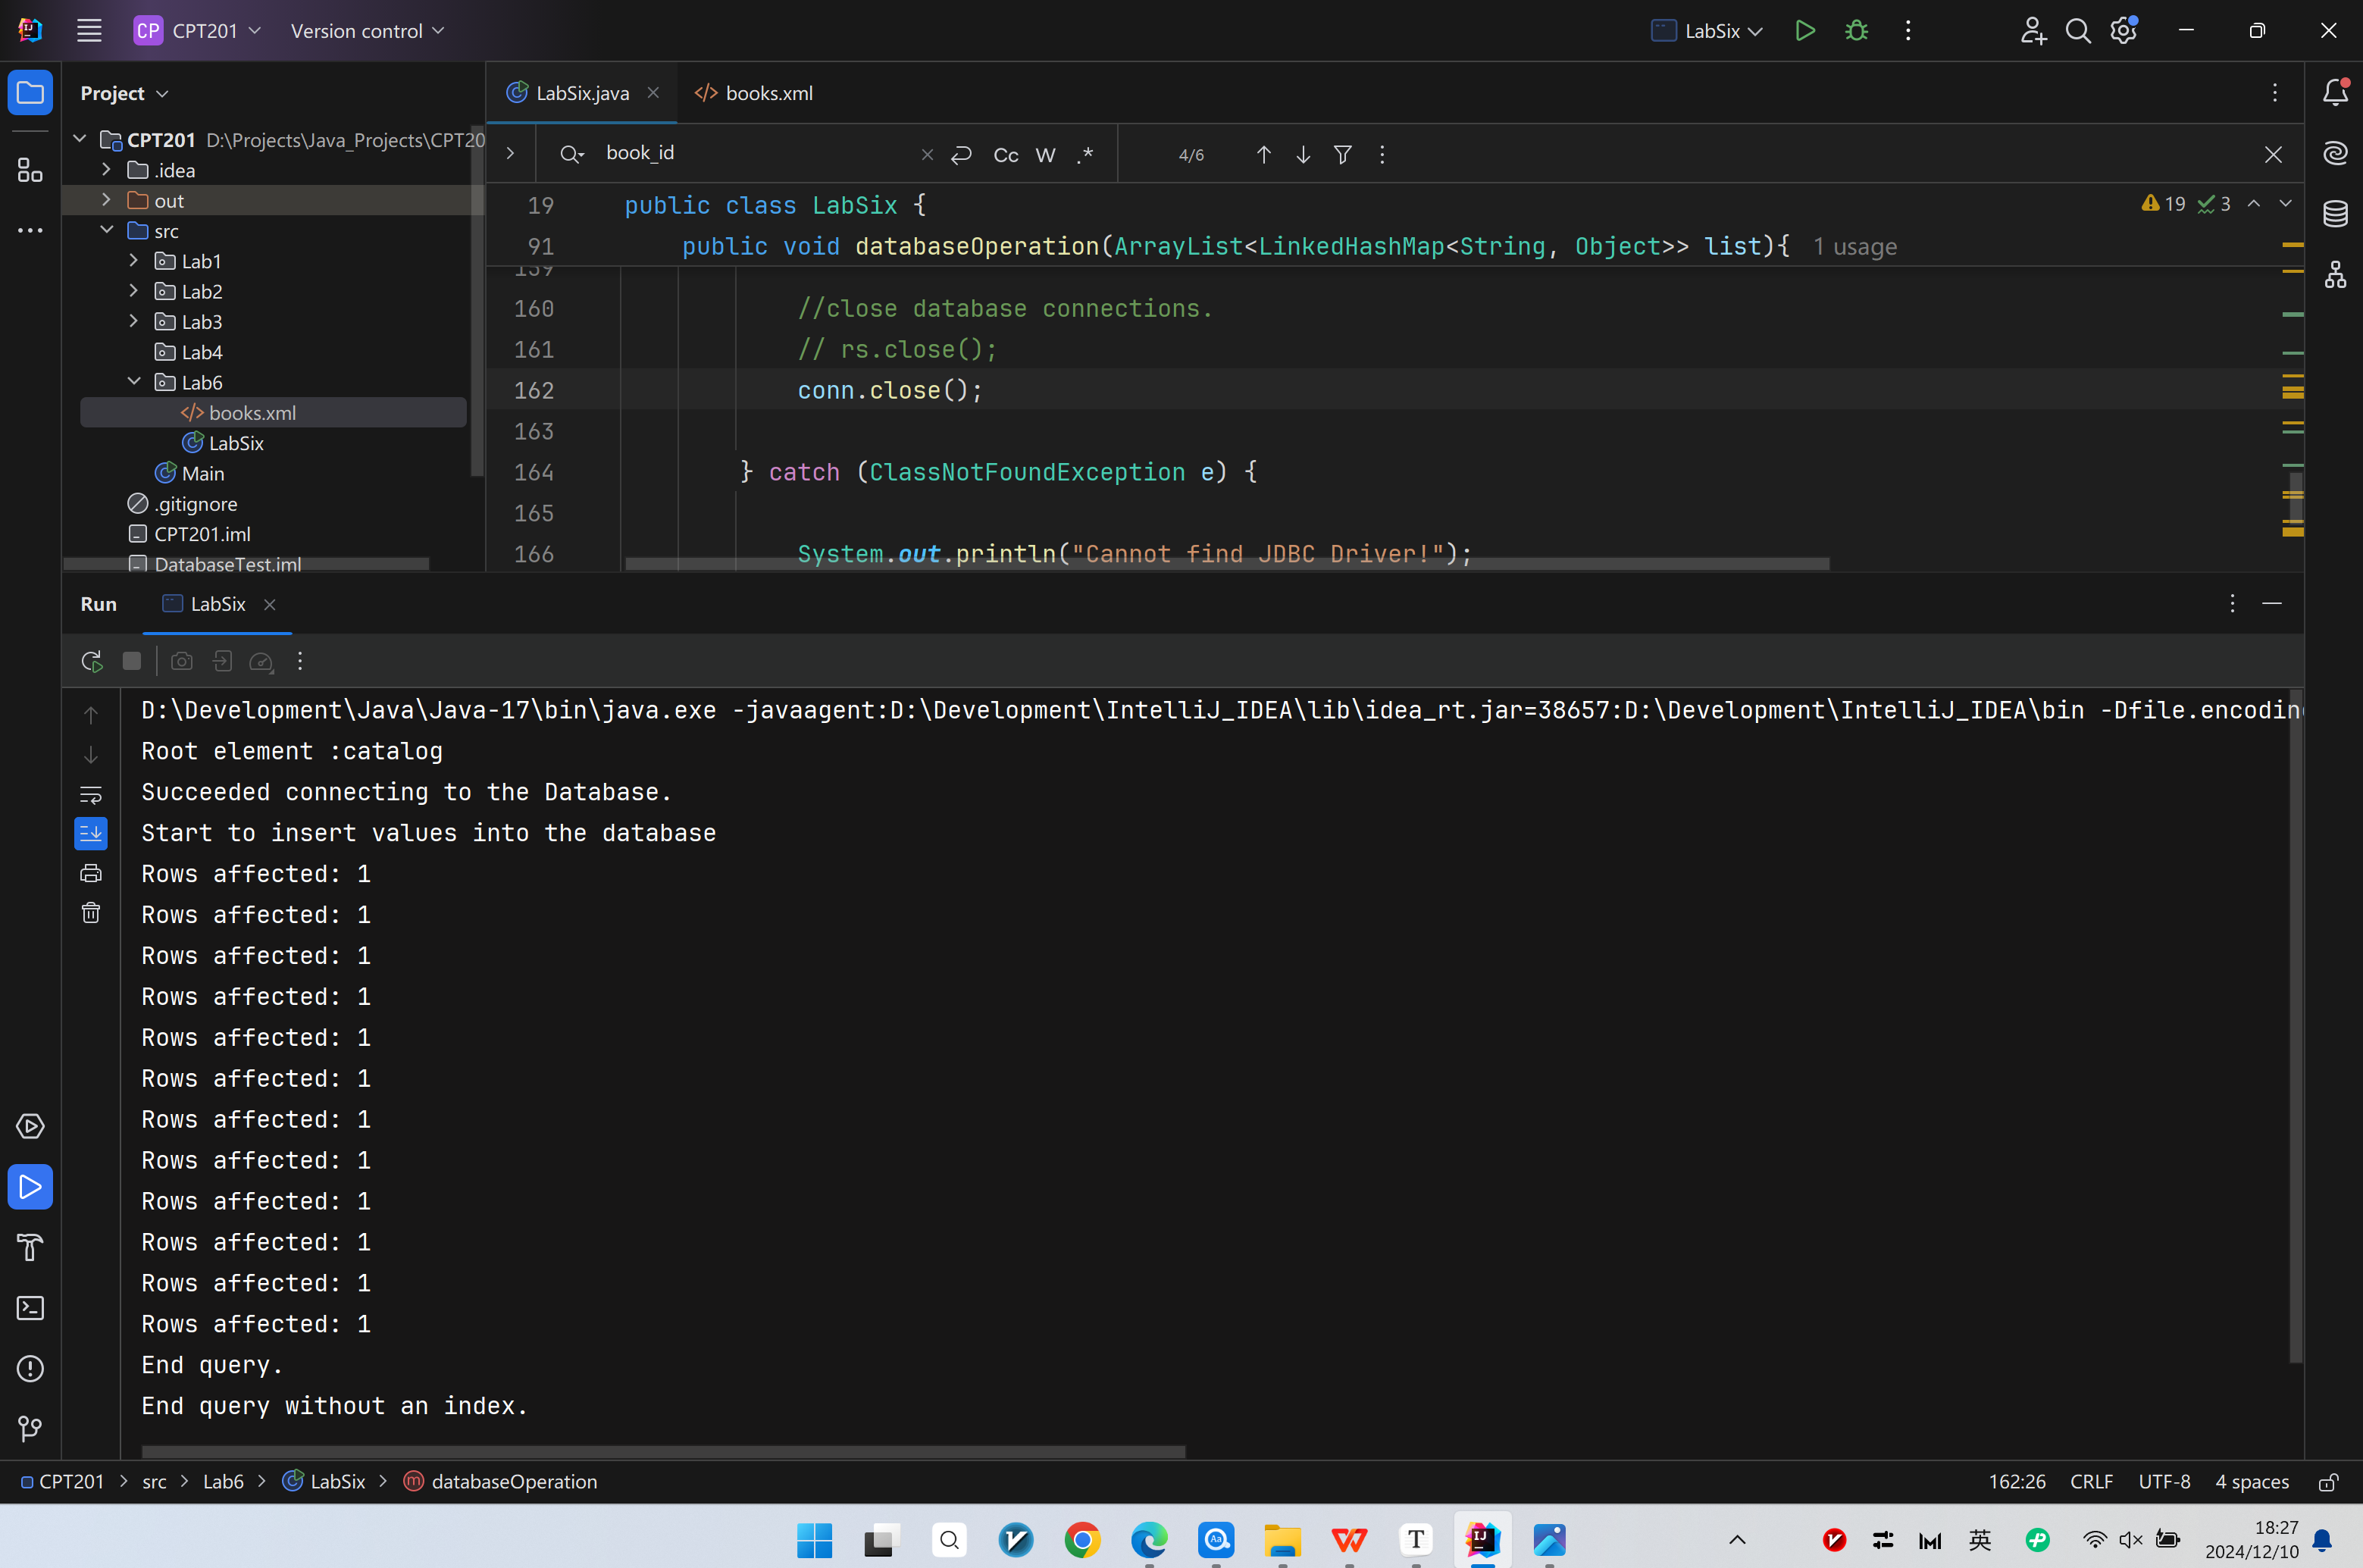 CP CPT201 Version control LabSix
Project
LabSix.java books.xml
CPT201 D:\Projects\Java_Projects\CPT20
.idea
out
src
Lab1
Lab2
Lab3
Lab4
Lab6
books.xml
LabSix
Main
.gitignore
CPT201.iml
DatabaseTest.iml
book_id Cc W .* 4/6
19 public class LabSix { 19 3
91 public void databaseOperation(ArrayList<LinkedHashMap<String, Object>> list){ 1 usage
159
160 //close database connections.
161 // rs.close();
162 conn.close();
163
164 } catch (ClassNotFoundException e) {
165
166 System.out.println("Cannot find JDBC Driver!");
Run LabSix
D:\Development\Java\Java-17\bin\java.exe -javaagent:D:\Development\IntelliJ_IDEA\lib\idea_rt.jar=38657:D:\Development\IntelliJ_IDEA\bin -Dfile.encodin
Root element :catalog
Succeeded connecting to the Database.
Start to insert values into the database
Rows affected: 1
Rows affected: 1
Rows affected: 1
Rows affected: 1
Rows affected: 1
Rows affected: 1
Rows affected: 1
Rows affected: 1
Rows affected: 1
Rows affected: 1
Rows affected: 1
Rows affected: 1
End query.
End query without an index.
CPT201 > src > Lab6 > LabSix > databaseOperation 162:26 CRLF UTF-8 4 spaces
英 18:27
2024/12/10